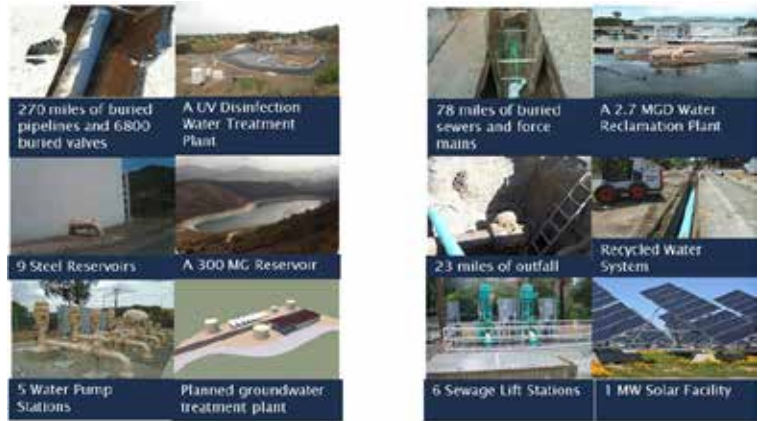 270 miles of buried
pipelines and 6800
buried valves
A UV Disinfection
Water Treatment
Plant
78 miles of buried
sewers and force
mains
A 2.7 MGD Water
Reclamation Plant
9 Steel Reservoirs
A 300 MG Reservoir
23 miles of outfall
Recycled Water
System
5 Water Pump
Stations
Planned groundwater
treatment plant
6 Sewage Lift Stations
1 MW Solar Facility